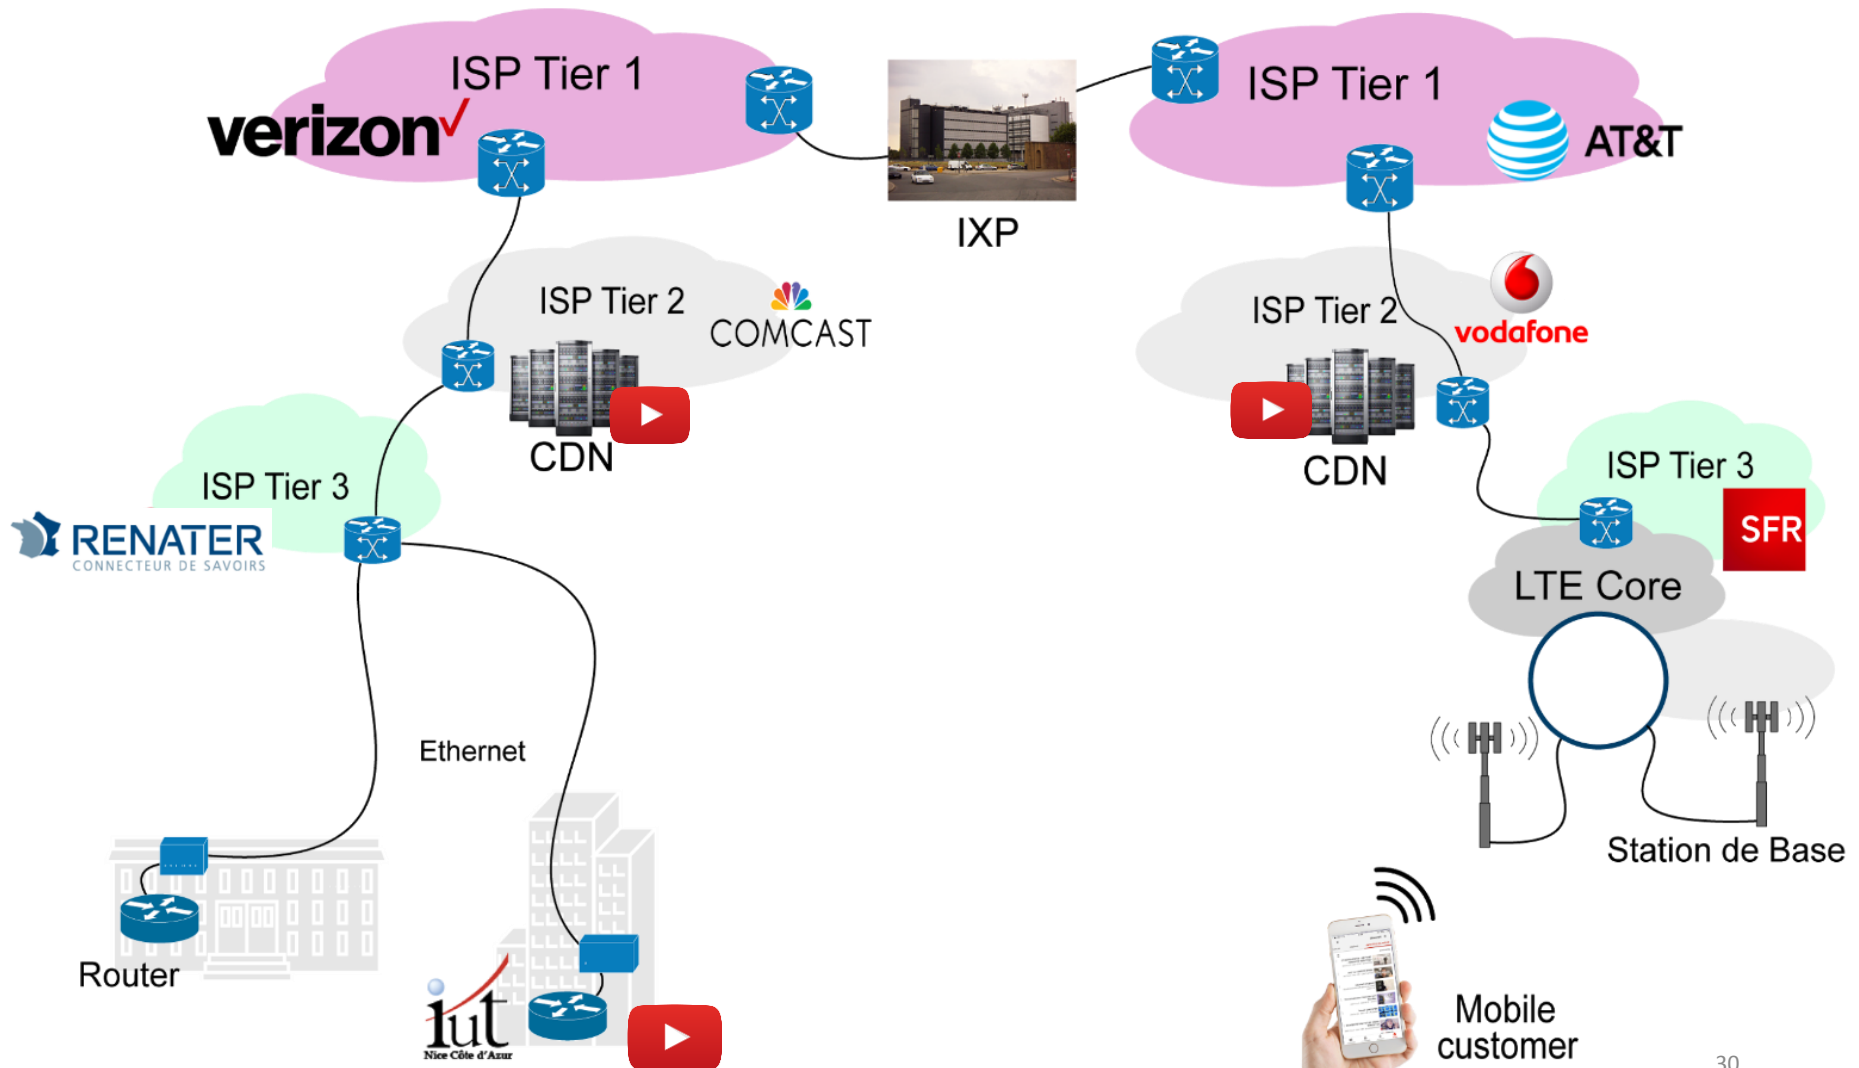 ISP Tier 1
verizon
IXP
ISP Tier 1
AT&T
ISP Tier 2
COMCAST
CDN
ISP Tier 2
vodafone
CDN
ISP Tier 3
RENATER
CONNECTEUR DE SAVOIRS
ISP Tier 3
SFR
LTE Core
Ethernet
Station de Base
Router
iut
Nice Côte d'Azur
Mobile
customer
30